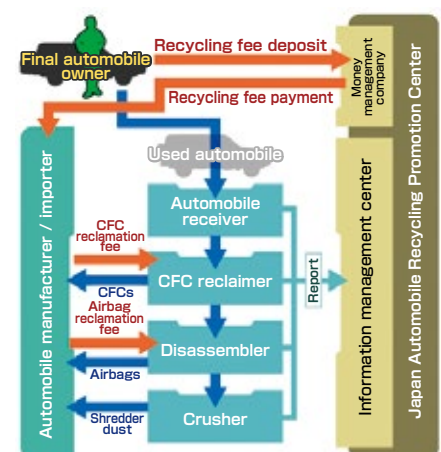 Final automobile
owner
Recycling fee deposit
Recycling fee payment
Money
management
company
Japan Automobile Recycling Promotion Center
Used automobile
Automobile manufacturer / importer
Automobile
receiver
Information management center
CFC
reclamation
fee
CFC reclaimer
Report
CFCs
Airbag
reclamation
fee
Disassembler
Airbags
Shredder
dust
Crusher